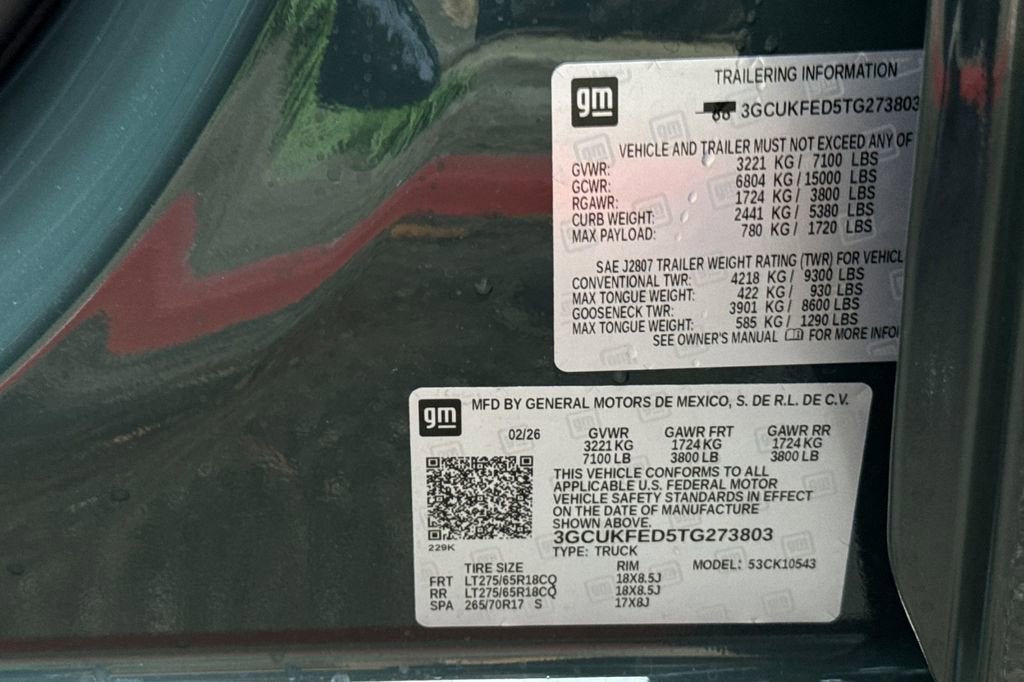 gm
TRAILERING INFORMATION
3GCUKFED5TG273803
VEHICLE AND TRAILER MUST NOT EXCEED ANY OF
GVWR: 3221 KG / 7100 LBS
GCWR: 6804 KG / 15000 LBS
RGAWR: 1724 KG / 3800 LBS
CURB WEIGHT: 2441 KG / 5380 LBS
MAX PAYLOAD: 780 KG / 1720 LBS
SAE J2807 TRAILER WEIGHT RATING (TWR) FOR
CONVENTIONAL TWR: 4218 KG / 9300 LBS
MAX TONGUE WEIGHT: 422 KG / 930 LBS
GOOSENECK TWR: 3901 KG / 8600 LBS
MAX TONGUE WEIGHT: 585 KG / 1290 LBS
SEE OWNER'S MANUAL FOR MORE
gm
MFD BY GENERAL MOTORS DE MEXICO, S. DE R.L. DE C.V.
02/26 GVWR GAWR FRT GAWR RR
3221 KG 1724 KG 1724 KG
7100 LB 3800 LB 3800 LB
THIS VEHICLE CONFORMS TO ALL
APPLICABLE U.S. FEDERAL MOTOR
VEHICLE SAFETY STANDARDS IN EFFECT
ON THE DATE OF MANUFACTURE
SHOWN ABOVE.
3GCUKFED5TG273803
229K
TYPE: TRUCK
TIRE SIZE RIM MODEL: 53CK10543
FRT LT275/65R18CQ 18X8.5J
RR LT275/65R18CQ 18X8.5J
SPA 265/70R17 S 17X8J